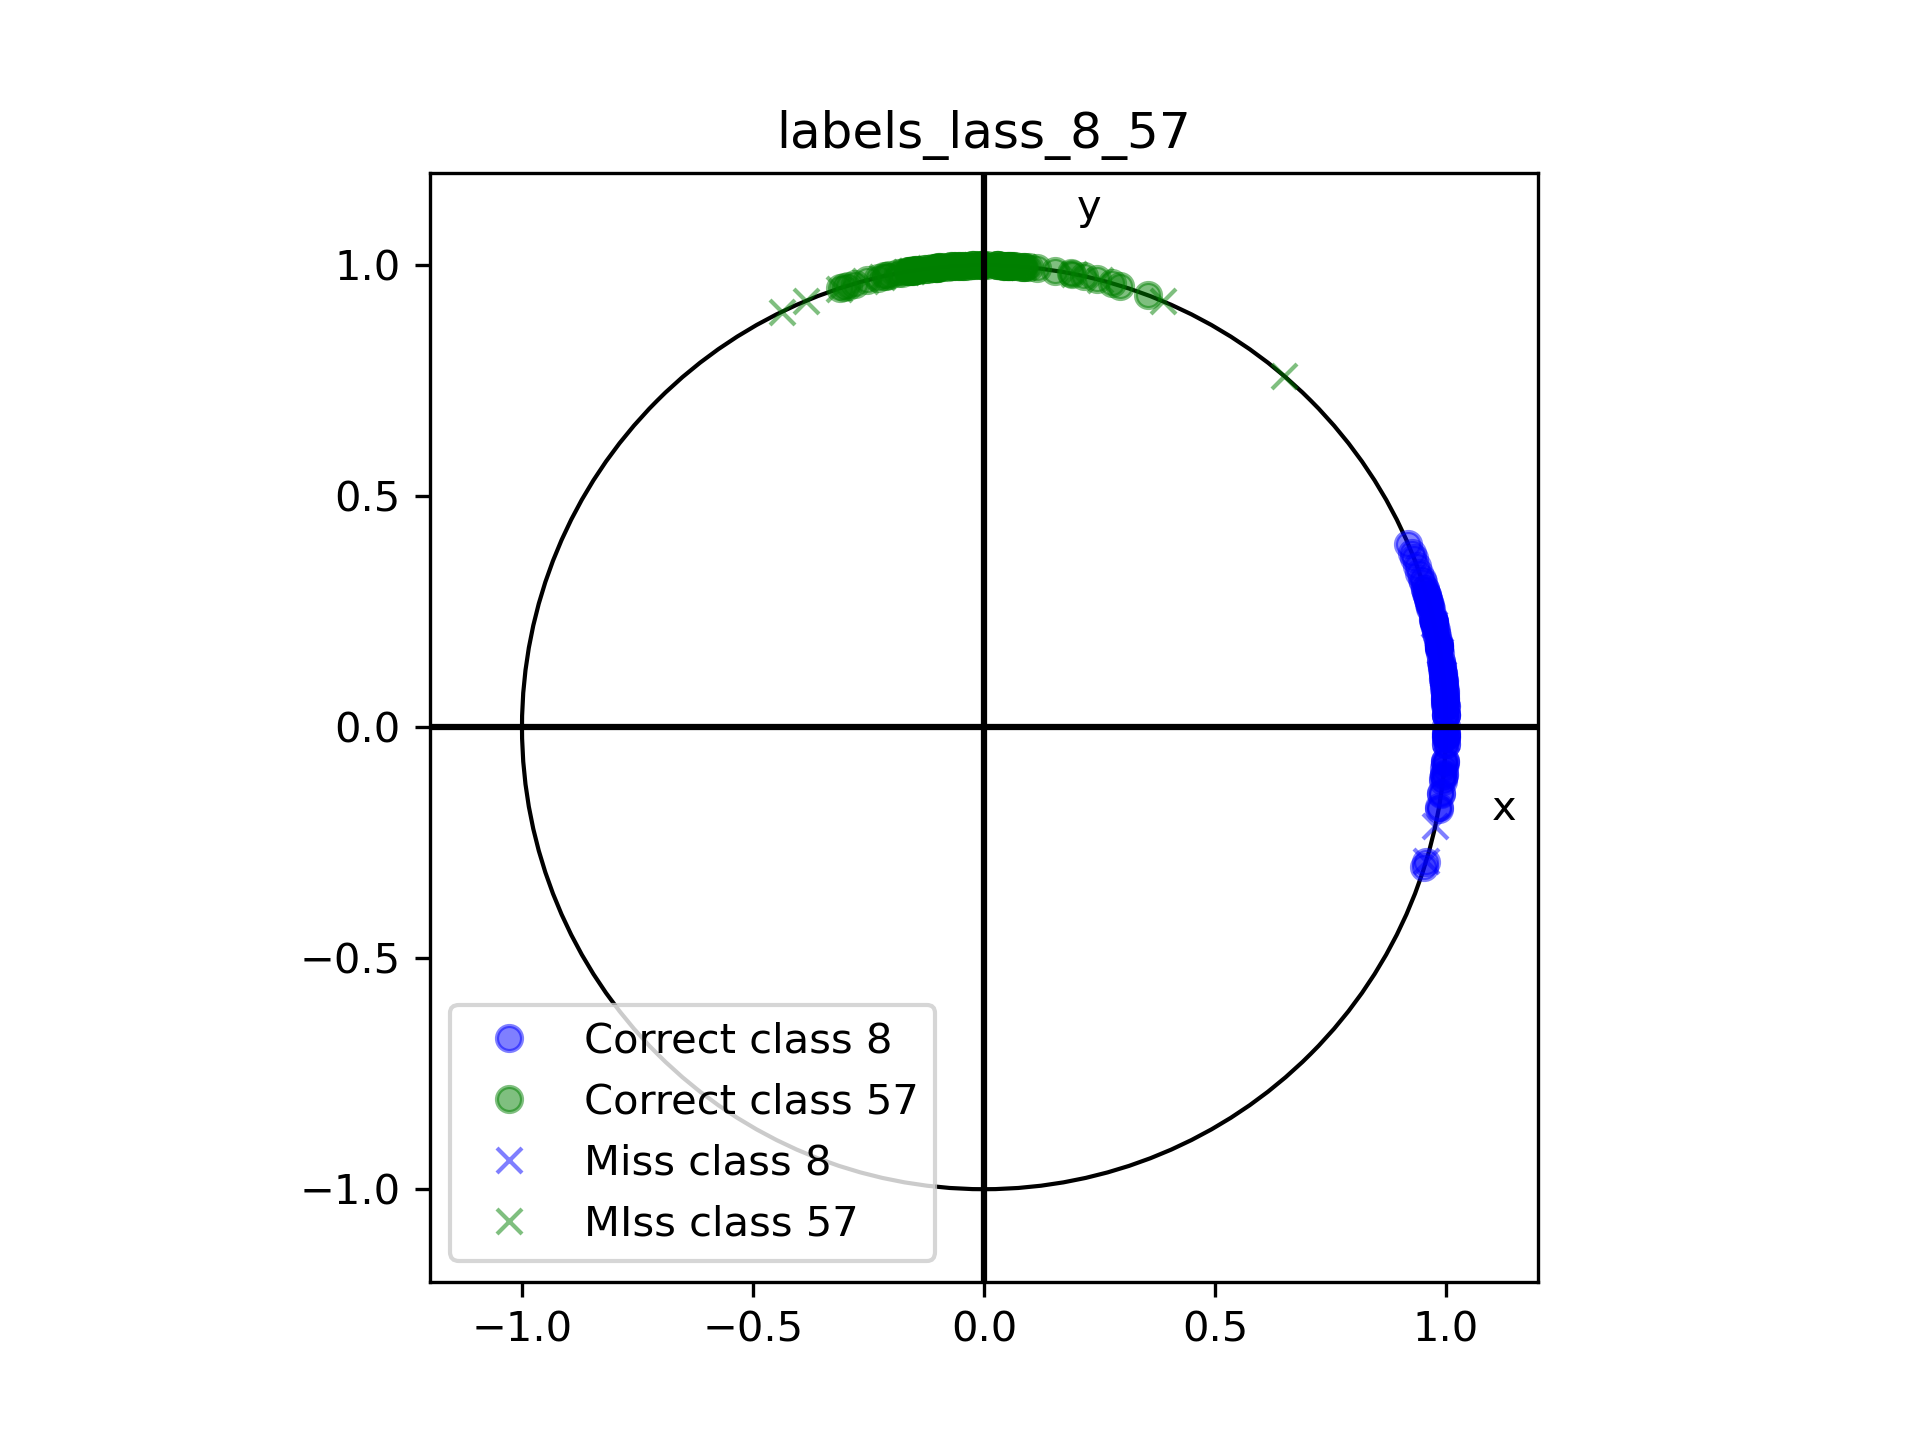 labels_lass_8_57
y
1.0
0.5
0.0
x
−0.5
−1.0
Correct class 8
Correct class 57
Miss class 8
MIss class 57
−1.0 −0.5 0.0 0.5 1.0